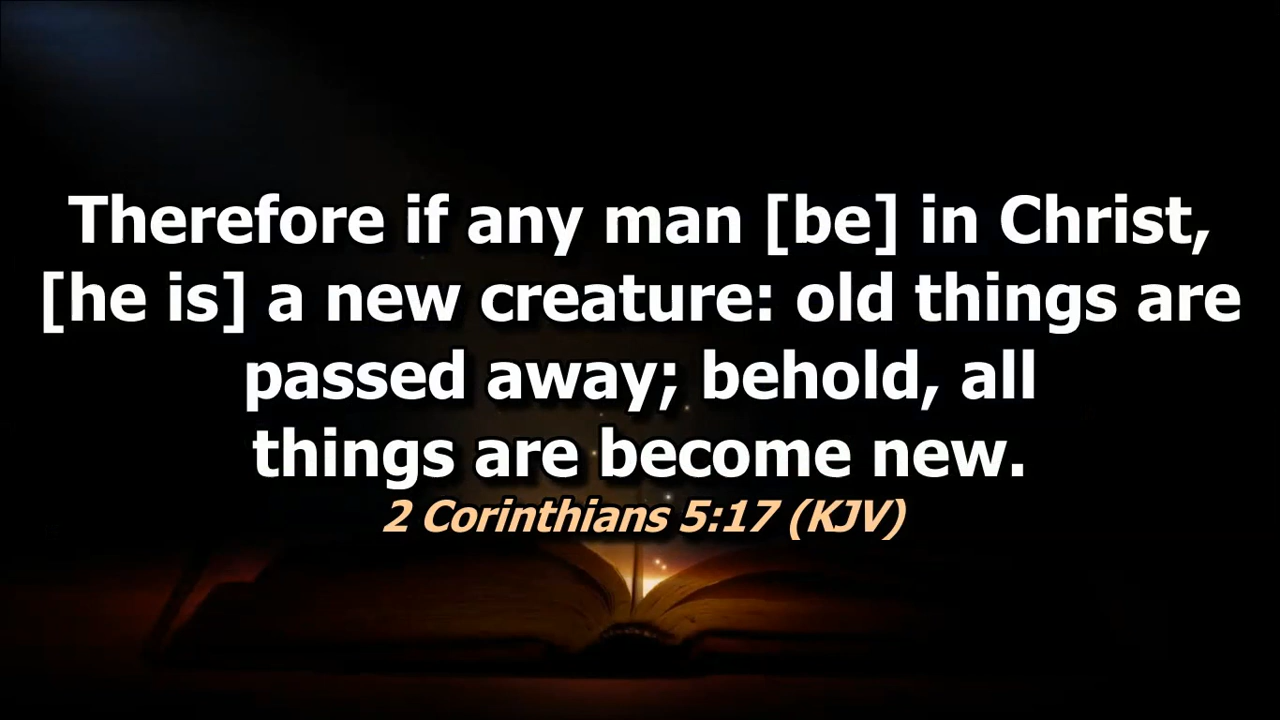 Therefore if any man [be] in Christ,
[he is] a new creature: old things are
passed away; behold, all
things are become new.
2 Corinthians 5:17 (KJV)